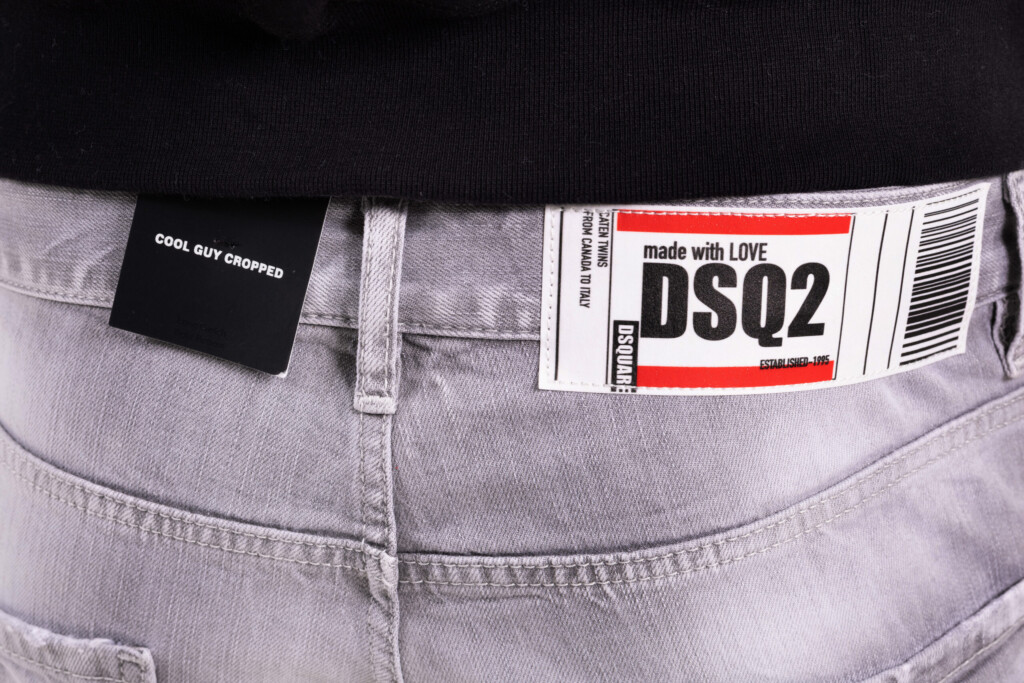 COOL GUY CROPPED
CATEN TWINS
FROM CANADA TO ITALY
made with LOVE
DSQ2
ESTABLISHED-1995
DSQUARE